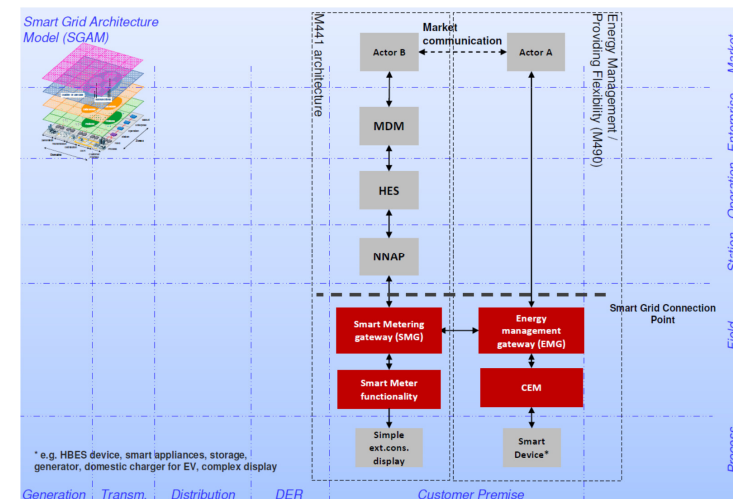 Smart Grid Architecture
Model (SGAM)
M441 architecture
Energy Management /
Providing Flexibility (M490)
Market
communication
Actor B
Actor A
MDM
HES
NNAP
Smart Grid Connection
Point
Smart Metering
gateway (SMG)
Energy
management
gateway (EMG)
Smart Meter
functionality
CEM
Simple
ext.cons.
display
Smart
Device*
* e.g. HBES device, smart appliances, storage,
generator, domestic charger for EV, complex display
Generation
Transm.
Distribution
DER
Customer Premise
Market
Enterprise
Operation
Station
Field
Process